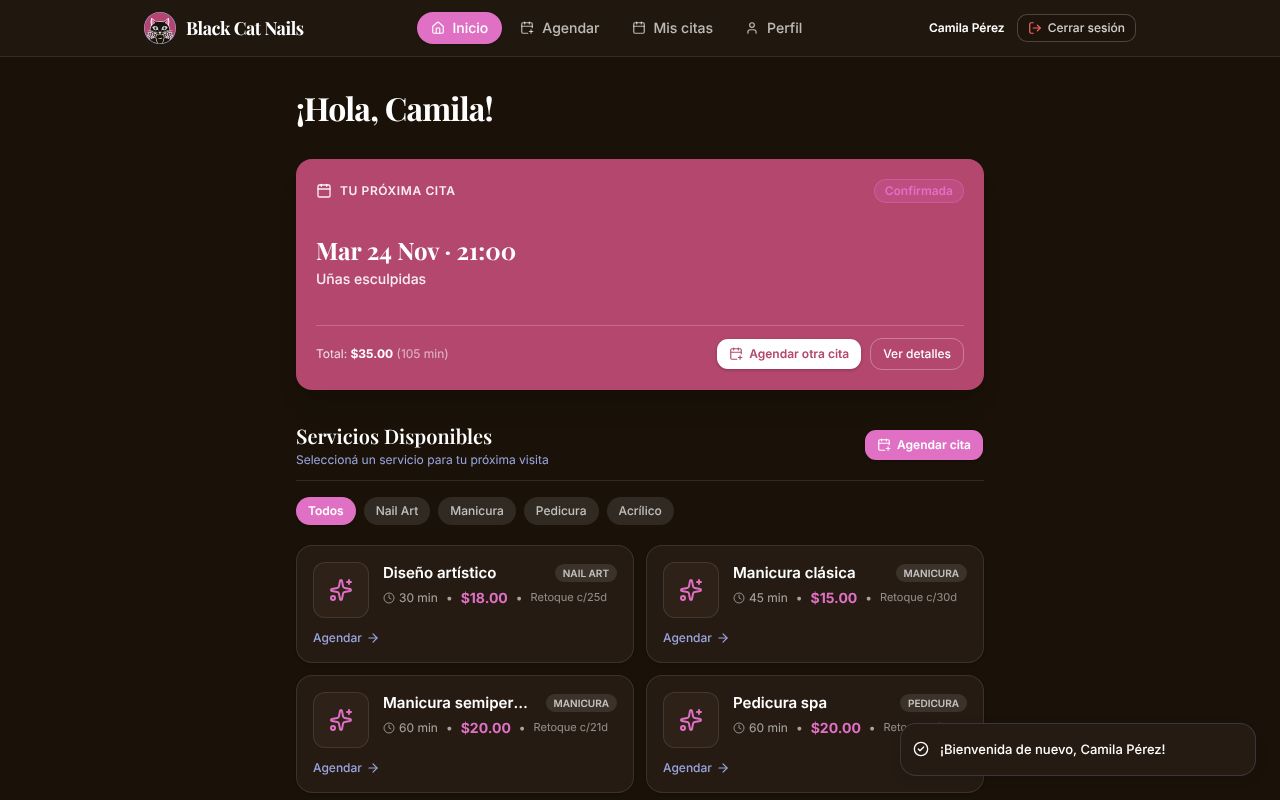 Black Cat Nails
Inicio
Agendar
Mis citas
Perfil
Camila Pérez
Cerrar sesión
¡Hola, Camila!
TU PRÓXIMA CITA
Confirmada
Mar 24 Nov · 21:00
Uñas esculpidas
Total: $35.00 (105 min)
Agendar otra cita
Ver detalles
Servicios Disponibles
Seleccioná un servicio para tu próxima visita
Agendar cita
Todos
Nail Art
Manicura
Pedicura
Acrílico
Diseño artístico
NAIL ART
30 min • $18.00 • Retoque c/25d
Agendar →
Manicura clásica
MANICURA
45 min • $15.00 • Retoque c/30d
Agendar →
Manicura semiper...
MANICURA
60 min • $20.00 • Retoque c/21d
Agendar →
Pedicura spa
PEDICURA
60 min • $20.00 •
Agendar →
¡Bienvenida de nuevo, Camila Pérez!